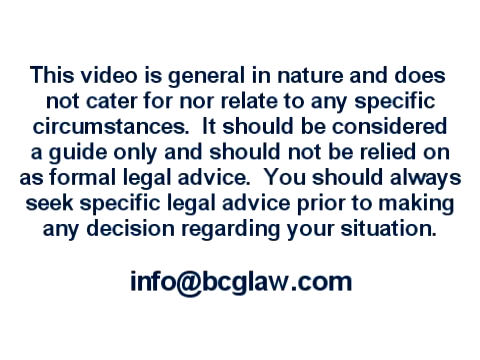 This video is general in nature and does
not cater for nor relate to any specific
circumstances.  It should be considered
a guide only and should not be relied on
as formal legal advice.  You should always
seek specific legal advice prior to making
any decision regarding your situation.
info@bcglaw.com